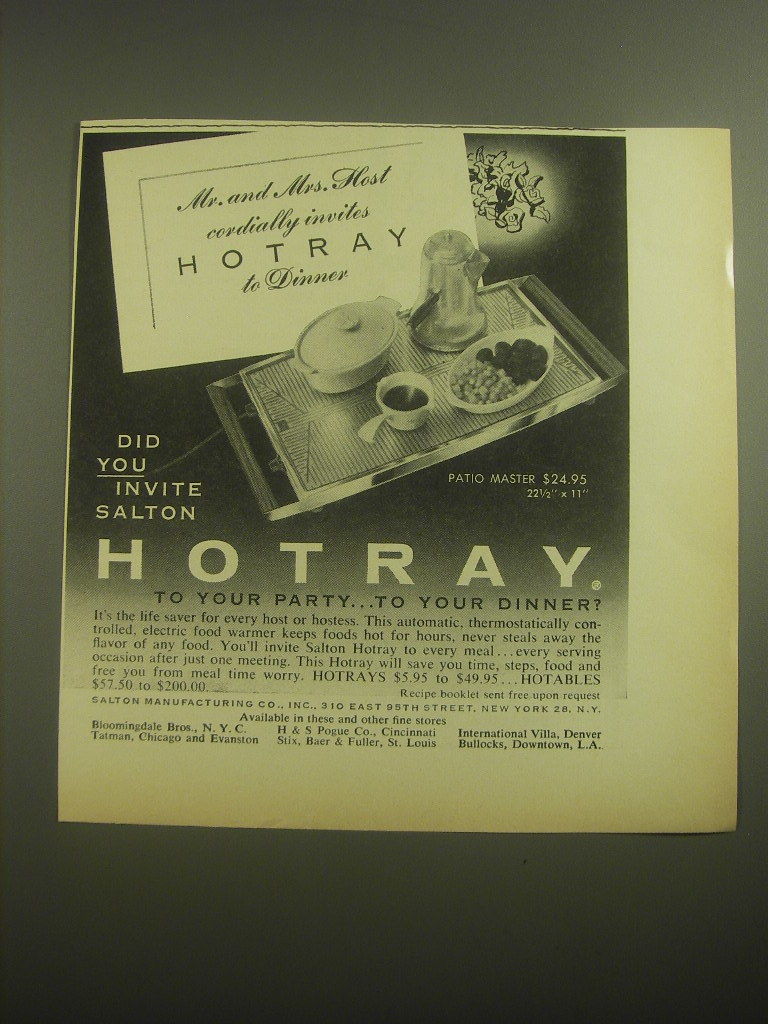 Mr. and Mrs. Host
cordially invites
HOTRAY
to Dinner
PATIO MASTER $24.95
22½" x 11"
DID
YOU
INVITE
SALTON
HOTRAY®
TO YOUR PARTY...TO YOUR DINNER?
It's the life saver for every host or hostess. This automatic, thermostatically con-
trolled, electric food warmer keeps foods hot for hours, never steals away the
flavor of any food. You'll invite Salton Hotray to every meal...every serving
occasion after just one meeting. This Hotray will save you time, steps, food and
free you from meal time worry. HOTRAYS $5.95 to $49.95...HOTABLES
$57.50 to $200.00.
Recipe booklet sent free upon request
SALTON MANUFACTURING CO., INC., 310 EAST 95TH STREET, NEW YORK 28, N.Y.
Available in these and other fine stores
Bloomingdale Bros., N. Y. C. H & S Pogue Co., Cincinnati International Villa, Denver
Tatman, Chicago and Evanston Stix, Baer & Fuller, St. Louis Bullocks, Downtown, L.A.